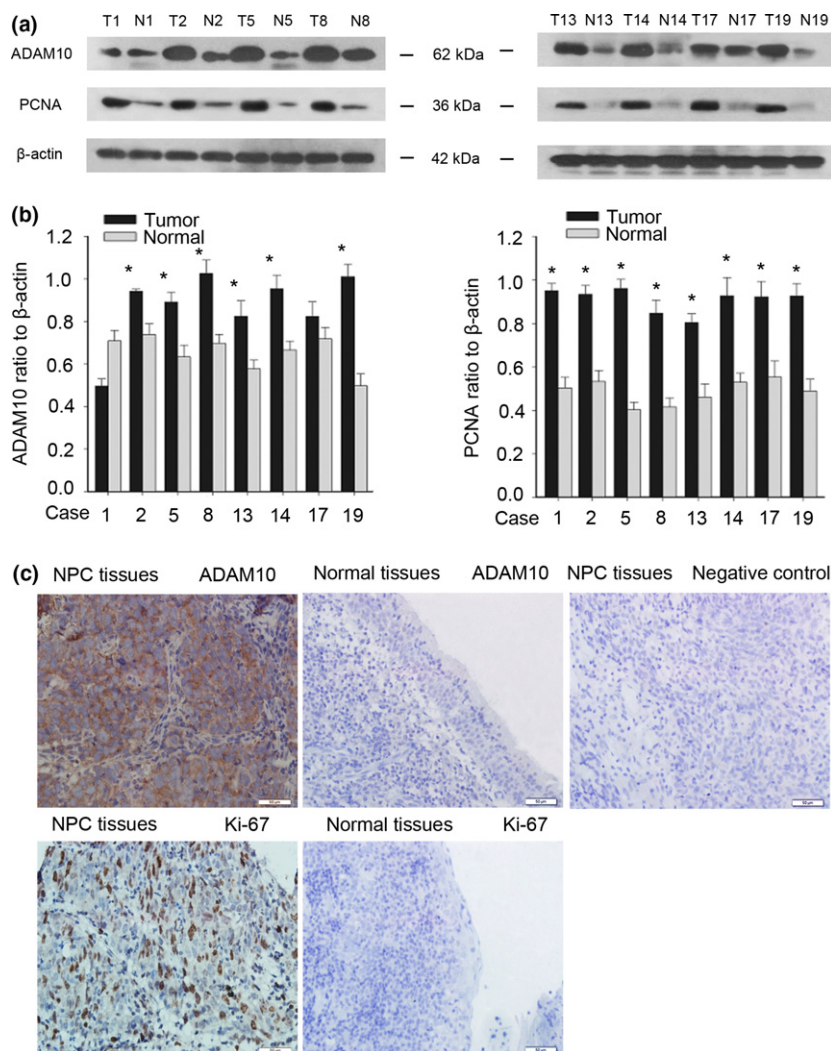 (a)
T1 N1 T2 N2 T5 N5 T8 N8
T13 N13 T14 N14 T17 N17 T19 N19
ADAM10
— 62 kDa —
PCNA
— 36 kDa —
β-actin
— 42 kDa —
(b)
Tumor
Normal
ADAM10 ratio to β-actin
1.2
1.0
0.8
0.6
0.4
0.2
0.0
* * * * * *
Case 1 2 5 8 13 14 17 19
Tumor
Normal
PCNA ratio to β-actin
1.2
1.0
0.8
0.6
0.4
0.2
0.0
* * * * * * * *
Case 1 2 5 8 13 14 17 19
(c)
NPC tissues ADAM10
Normal tissues ADAM10
NPC tissues Negative control
NPC tissues Ki-67
Normal tissues Ki-67